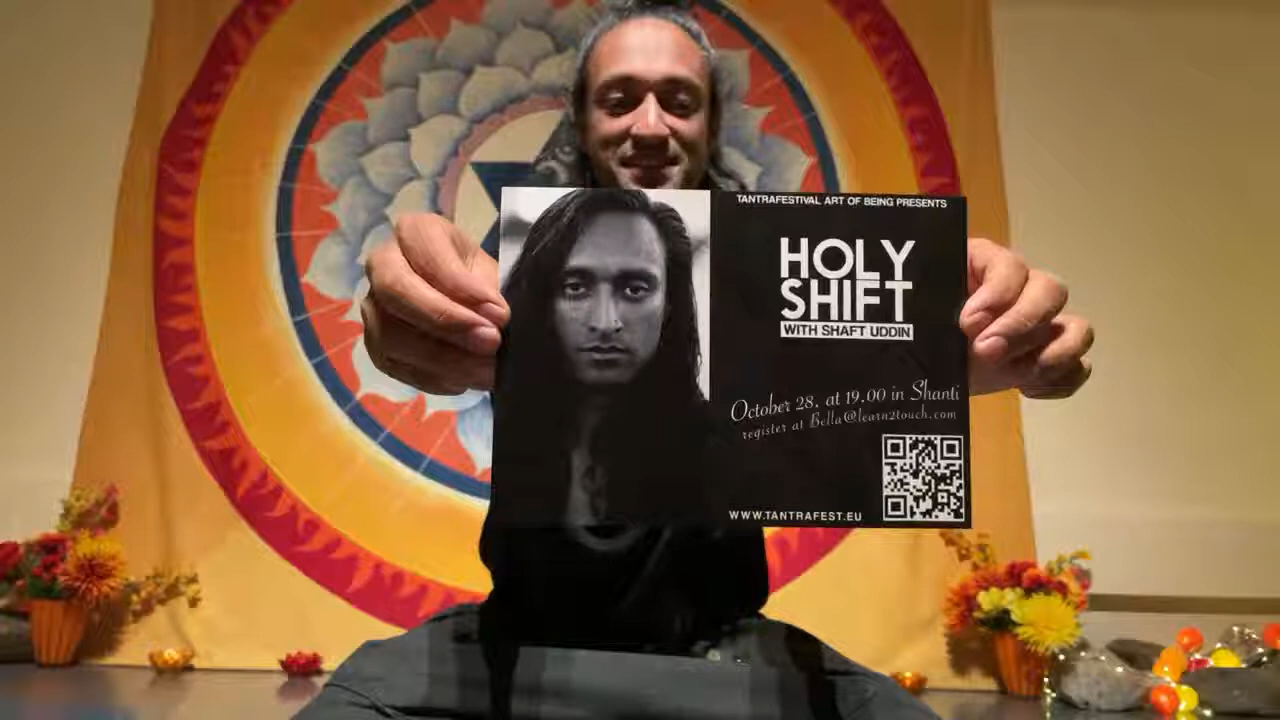 TANTRAFESTIVAL ART OF BEING PRESENTS
HOLY
SHIFT
WITH SHAFT UDDIN
October 28. at 19.00 in Shanti
register at Bella@learn2touch.com
WWW.TANTRAFEST.EU